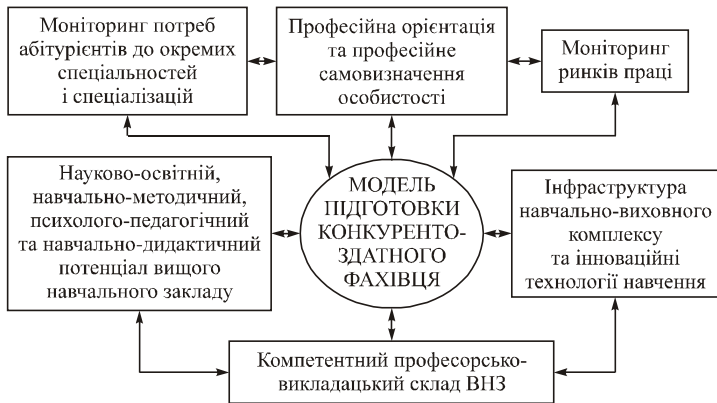 Моніторинг потреб
абітурієнтів до окремих
спеціальностей
і спеціалізацій
Професійна орієнтація
та професійне
самовизначення
особистості
Моніторинг
ринків праці
Науково-освітній,
навчально-методичний,
психолого-педагогічний
та навчально-дидактичний
потенціал вищого
навчального закладу
МОДЕЛЬ
ПІДГОТОВКИ
КОНКУРЕНТО-
ЗДАТНОГО
ФАХІВЦЯ
Інфраструктура
навчально-виховного
комплексу
та інноваційні
технології навчення
Компетентний професорсько-
викладацький склад ВНЗ